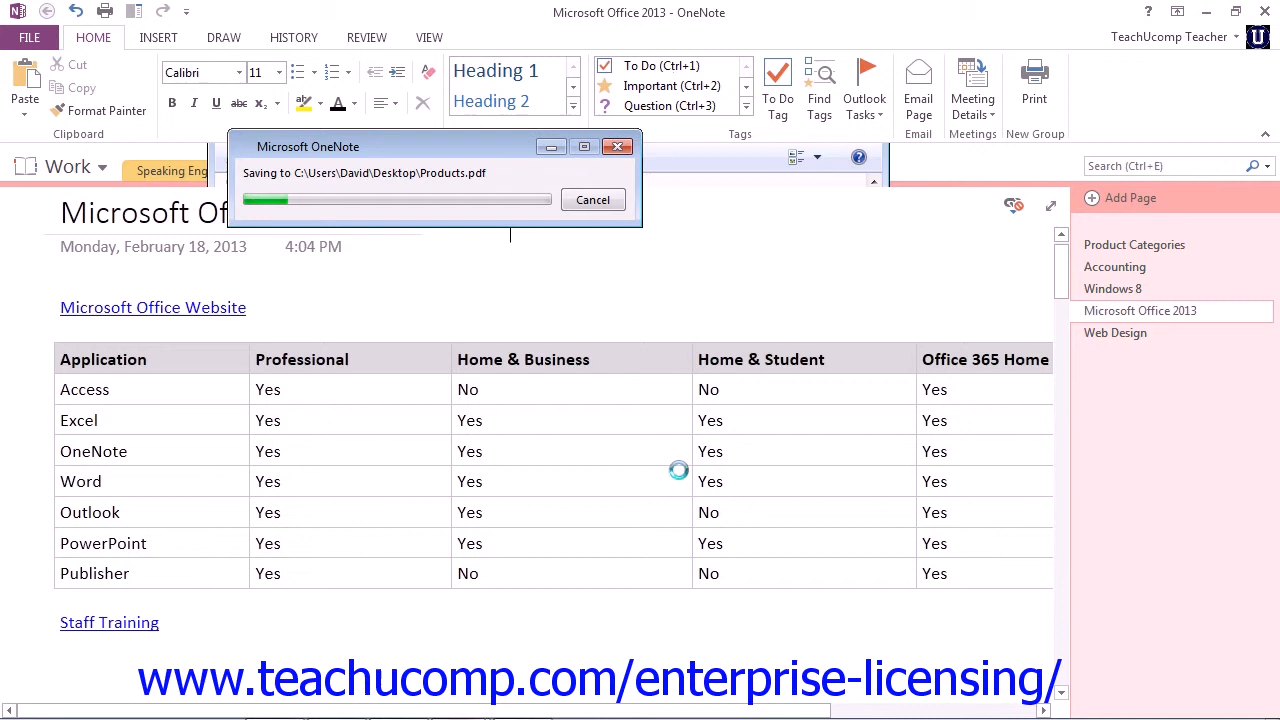 Microsoft Office 2013 - OneNote
FILE HOME INSERT DRAW HISTORY REVIEW VIEW TeachUcomp Teacher U
Paste Cut Copy Format Painter
Clipboard
Calibri 11
B I U abc x₂ A
Heading 1
Heading 2
To Do (Ctrl+1)
Important (Ctrl+2)
Question (Ctrl+3)
To Do Tag
Find Tags
Outlook Tasks
Tags
Email Page
Email
Meeting Details
Meetings
Print
New Group
Work Speaking Eng
Search (Ctrl+E)
Microsoft OneNote
Saving to C:\Users\David\Desktop\Products.pdf
Cancel
Microsoft Of
Monday, February 18, 2013 4:04 PM
Microsoft Office Website
Application Professional Home & Business Home & Student Office 365 Home
Access Yes No No Yes
Excel Yes Yes Yes Yes
OneNote Yes Yes Yes Yes
Word Yes Yes Yes Yes
Outlook Yes Yes No Yes
PowerPoint Yes Yes Yes Yes
Publisher Yes No No Yes
Staff Training
Add Page
Product Categories
Accounting
Windows 8
Microsoft Office 2013
Web Design
www.teachucomp.com/enterprise-licensing/